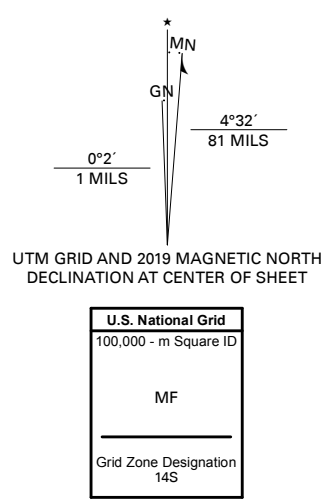 ★
MN
GN
4°32´
81 MILS
0°2´
1 MILS
UTM GRID AND 2019 MAGNETIC NORTH
DECLINATION AT CENTER OF SHEET
U.S. National Grid
100,000 - m Square ID
MF
Grid Zone Designation
14S